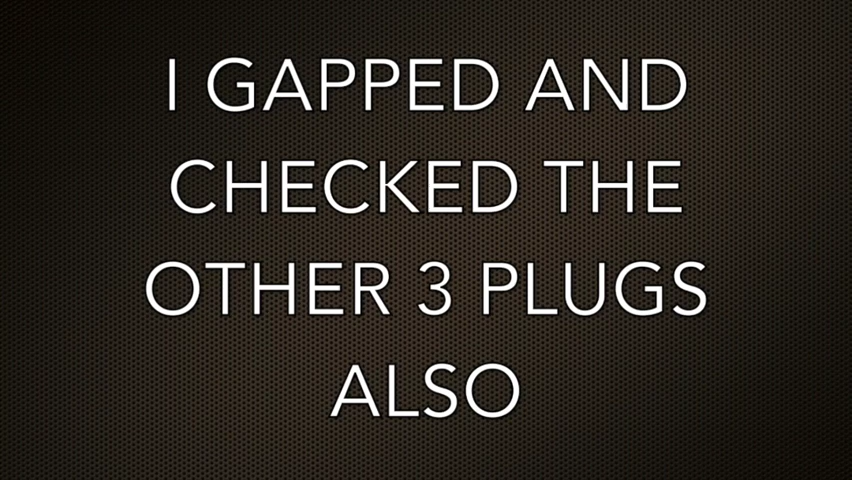 I GAPPED AND
CHECKED THE
OTHER 3 PLUGS
ALSO